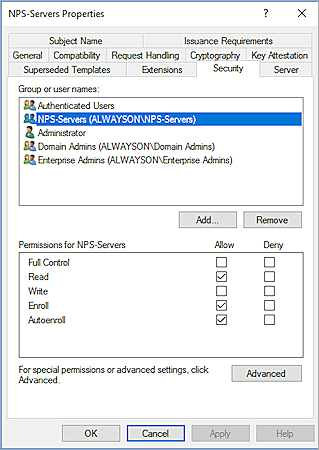 NPS-Servers Properties
? ×
Subject Name Issuance Requirements
General Compatibility Request Handling Cryptography Key Attestation
Superseded Templates Extensions Security Server
Group or user names:
Authenticated Users
NPS-Servers (ALWAYSON\NPS-Servers)
Administrator
Domain Admins (ALWAYSON\Domain Admins)
Enterprise Admins (ALWAYSON\Enterprise Admins)
Add... Remove
Permissions for NPS-Servers Allow Deny
Full Control
Read
Write
Enroll
Autoenroll
For special permissions or advanced settings, click
Advanced.
Advanced
OK Cancel Apply Help